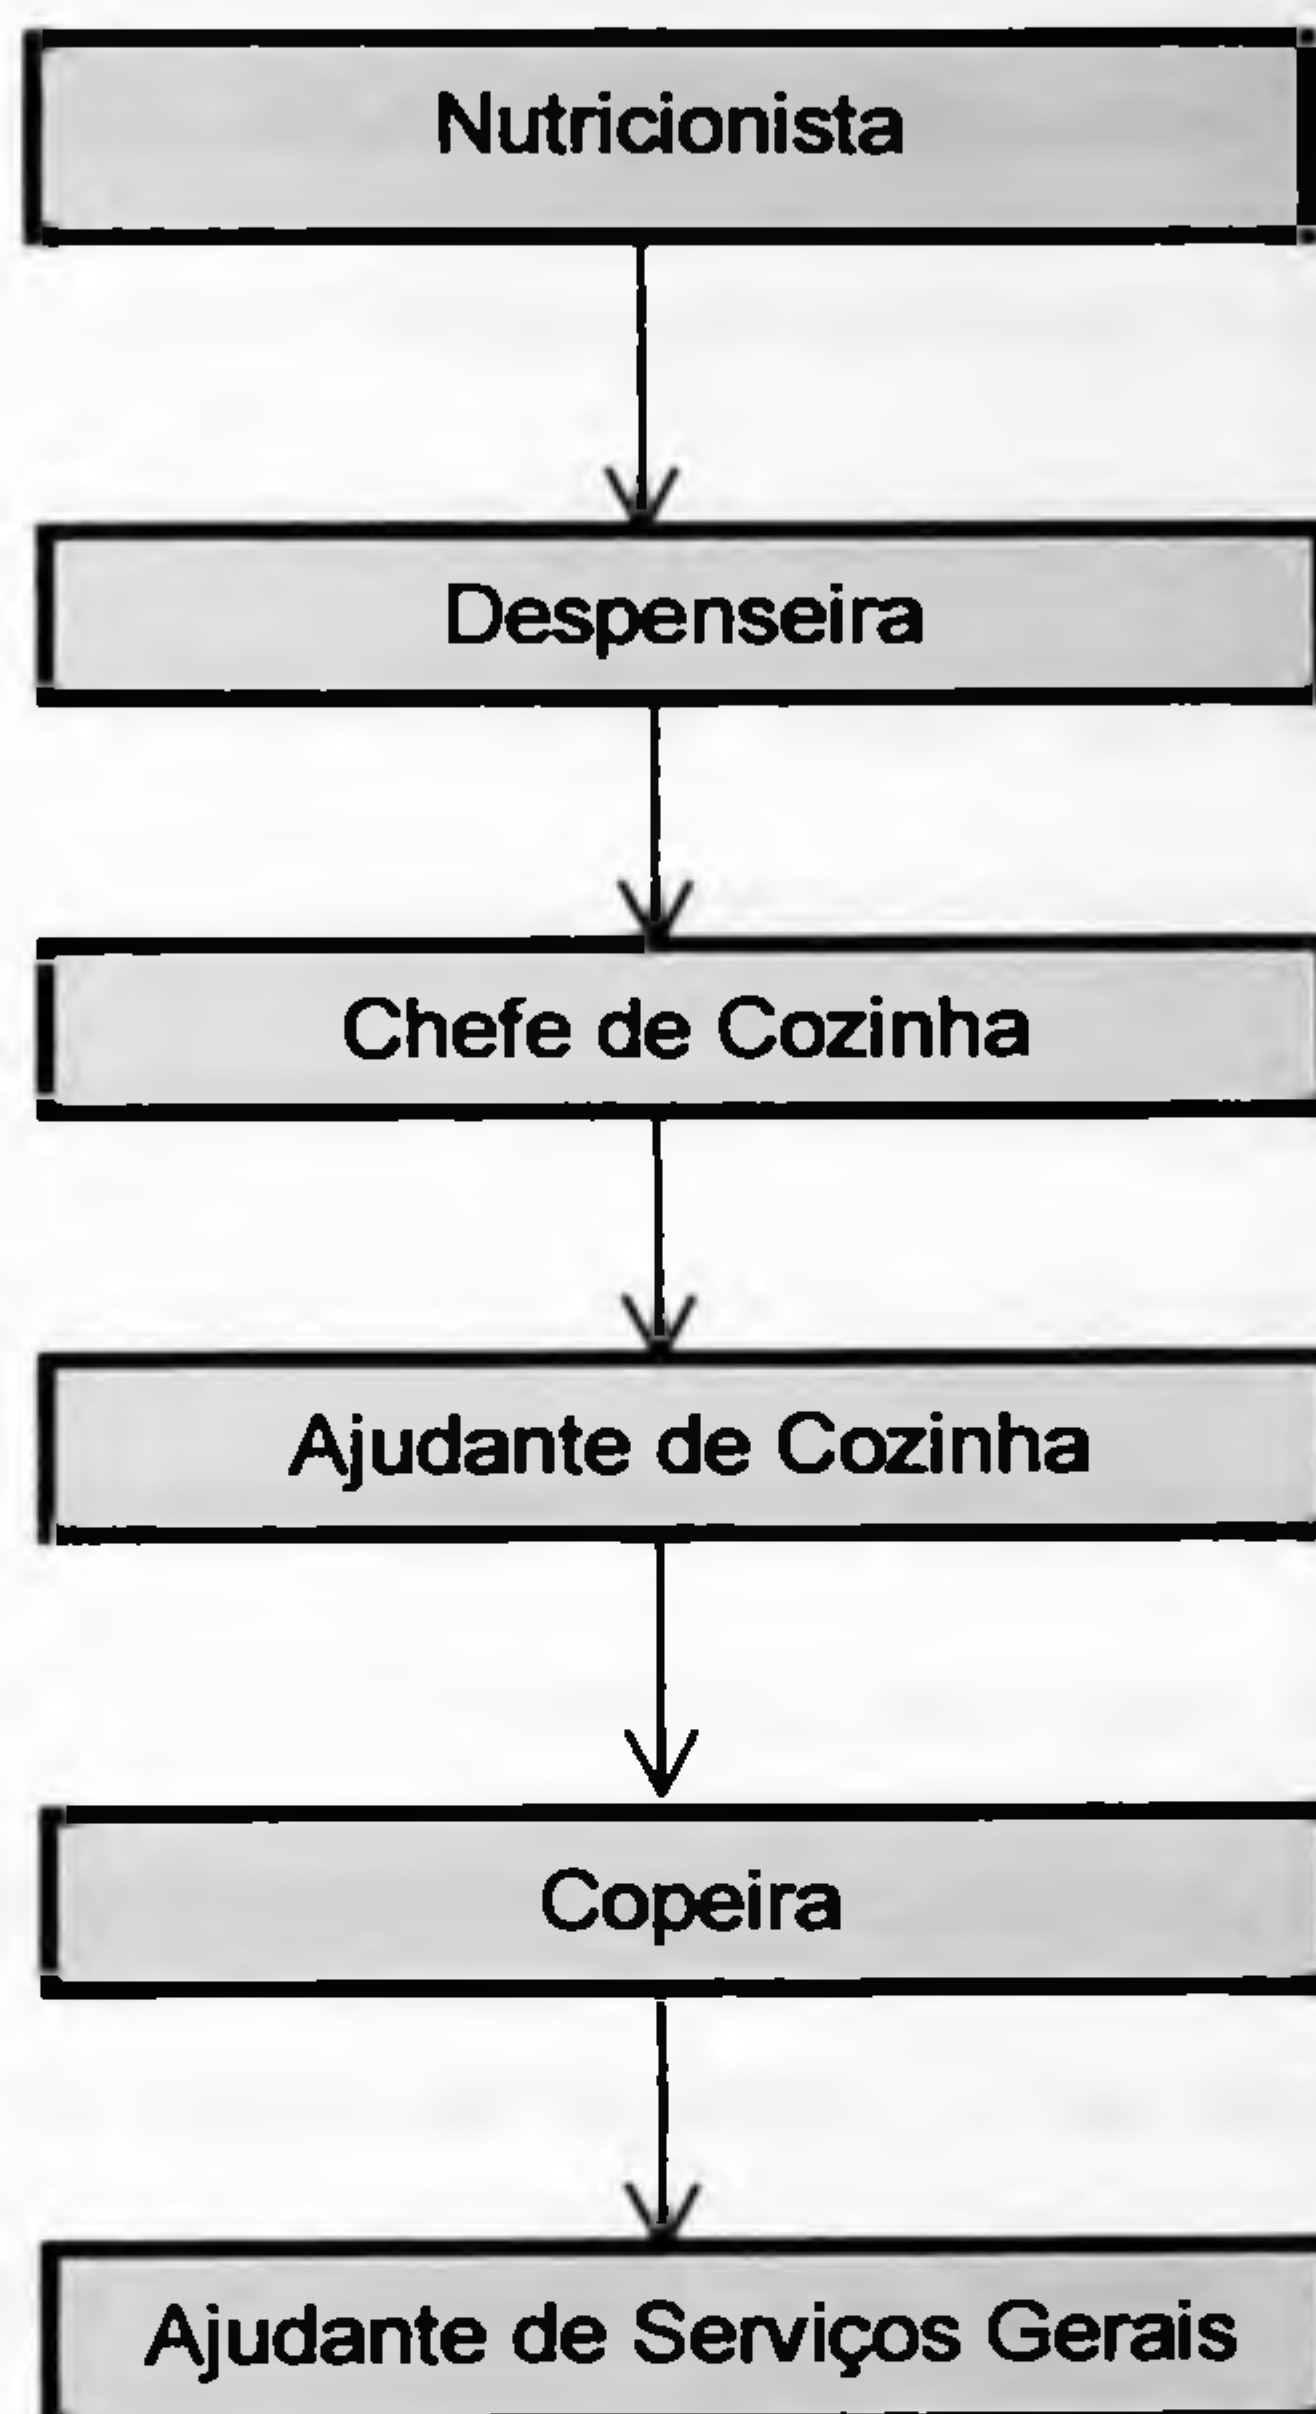 Nutricionista
Despenseira
Chefe de Cozinha
Ajudante de Cozinha
Copeira
Ajudante de Serviços Gerais